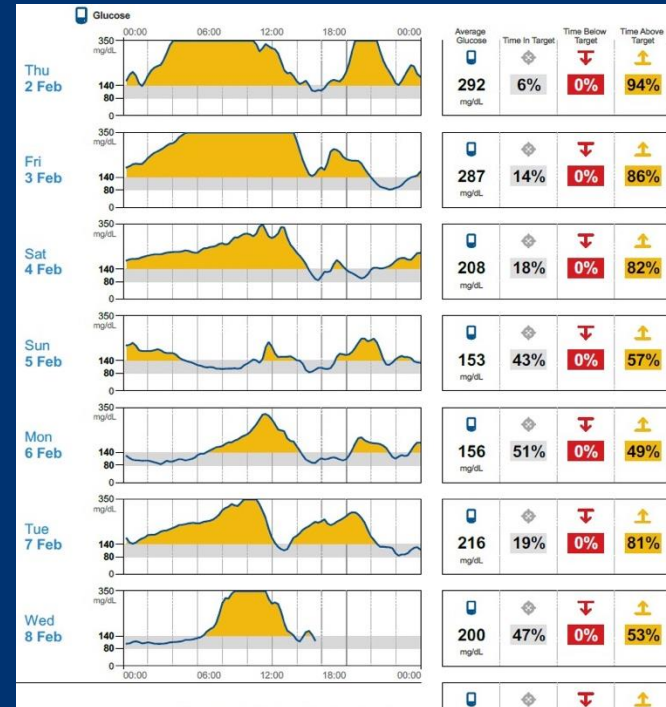 Glucose
00:00 06:00 12:00 18:00 00:00
Average Glucose Time In Target Time Below Target Time Above Target
Thu
2 Feb
350
mg/dL
140
80
0
292 6% 0% 94%
mg/dL
Fri
3 Feb
350
mg/dL
140
80
0
287 14% 0% 86%
mg/dL
Sat
4 Feb
350
mg/dL
140
80
0
208 18% 0% 82%
mg/dL
Sun
5 Feb
350
mg/dL
140
80
0
153 43% 0% 57%
mg/dL
Mon
6 Feb
350
mg/dL
140
80
0
156 51% 0% 49%
mg/dL
Tue
7 Feb
350
mg/dL
140
80
0
216 19% 0% 81%
mg/dL
Wed
8 Feb
350
mg/dL
140
80
0
200 47% 0% 53%
mg/dL
00:00 06:00 12:00 18:00 00:00